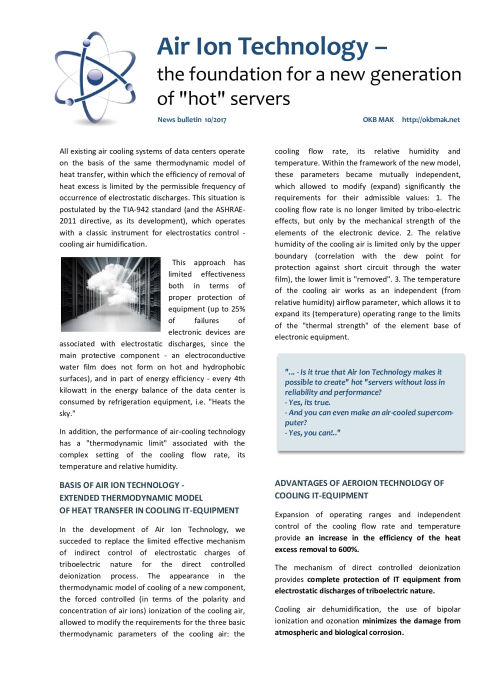 Air Ion Technology –
the foundation for a new generation
of "hot" servers
News bulletin 10/2017
OKB MAK http://okbmak.net
All existing air cooling systems of data centers operate
on the basis of the same thermodynamic model of
heat transfer, within which the efficiency of removal of
heat excess is limited by the permissible frequency of
occurrence of electrostatic discharges. This situation is
postulated by the TIA-942 standard (and the ASHRAE-
2011 directive, as its development), which operates
with a classic instrument for electrostatics control -
cooling air humidification.
This approach has
limited effectiveness
both in terms of
proper protection of
equipment (up to 25%
of failures of
electronic devices are
associated with electrostatic discharges, since the
main protective component - an electroconductive
water film does not form on hot and hydrophobic
surfaces), and in part of energy efficiency - every 4th
kilowatt in the energy balance of the data center is
consumed by refrigeration equipment, i.e. "Heats the
sky."
In addition, the performance of air-cooling technology
has a "thermodynamic limit" associated with the
complex setting of the cooling flow rate, its
temperature and relative humidity.
BASIS OF AIR ION TECHNOLOGY -
EXTENDED THERMODYNAMIC MODEL
OF HEAT TRANSFER IN COOLING IT-EQUIPMENT
In the development of Air Ion Technology, we
succeded to replace the limited effective mechanism
of indirect control of electrostatic charges of
triboelectric nature for the direct controlled
deionization process. The appearance in the
thermodynamic model of cooling of a new component,
the forced controlled (in terms of the polarity and
concentration of air ions) ionization of the cooling air,
allowed to modify the requirements for the three basic
thermodynamic parameters of the cooling air: the
cooling flow rate, its relative humidity and
temperature. Within the framework of the new model,
these parameters became mutually independent,
which allowed to modify (expand) significantly the
requirements for their admissible values: 1. The
cooling flow rate is no longer limited by tribo-electric
effects, but only by the mechanical strength of the
elements of the electronic device. 2. The relative
humidity of the cooling air is limited only by the upper
boundary (correlation with the dew point for
protection against short circuit through the water
film), the lower limit is "removed". 3. The temperature
of the cooling air works as an independent (from
relative humidity) airflow parameter, which allows it to
expand its (temperature) operating range to the limits
of the "thermal strength" of the element base of
electronic equipment.
"... - Is it true that Air Ion Technology makes it
possible to create" hot "servers without loss in
reliability and performance?
- Yes, its true.
- And you can even make an air-cooled supercom-
puter?
- Yes, you can!.."
ADVANTAGES OF AEROION TECHNOLOGY OF
COOLING IT-EQUIPMENT
Expansion of operating ranges and independent
control of the cooling flow rate and temperature
provide an increase in the efficiency of the heat
excess removal to 600%.
The mechanism of direct controlled deionization
provides complete protection of IT equipment from
electrostatic discharges of triboelectric nature.
Cooling air dehumidification, the use of bipolar
ionization and ozonation minimizes the damage from
atmospheric and biological corrosion.